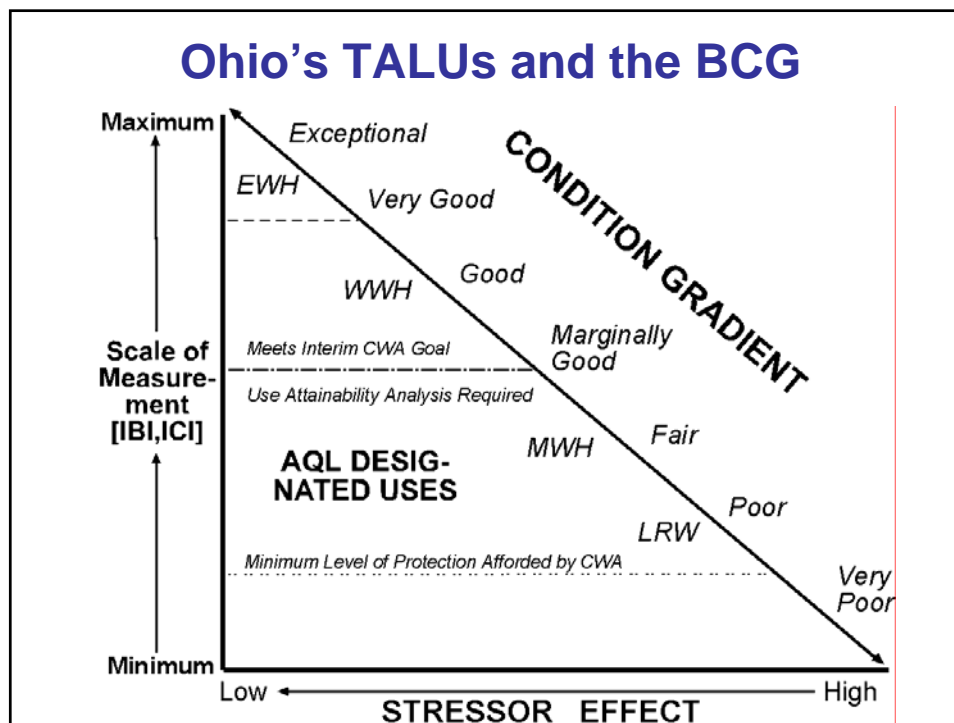 Ohio's TALUs and the BCG
Maximum
Exceptional
CONDITION GRADIENT
EWH
Very Good
Good
WWH
Marginally
Good
Meets Interim CWA Goal
Scale of
Measure-
ment
[IBI,ICI]
Use Attainability Analysis Required
MWH
Fair
AQL DESIG-
NATED USES
Poor
LRW
Minimum Level of Protection Afforded by CWA
Very
Poor
Minimum
Low
High
STRESSOR EFFECT